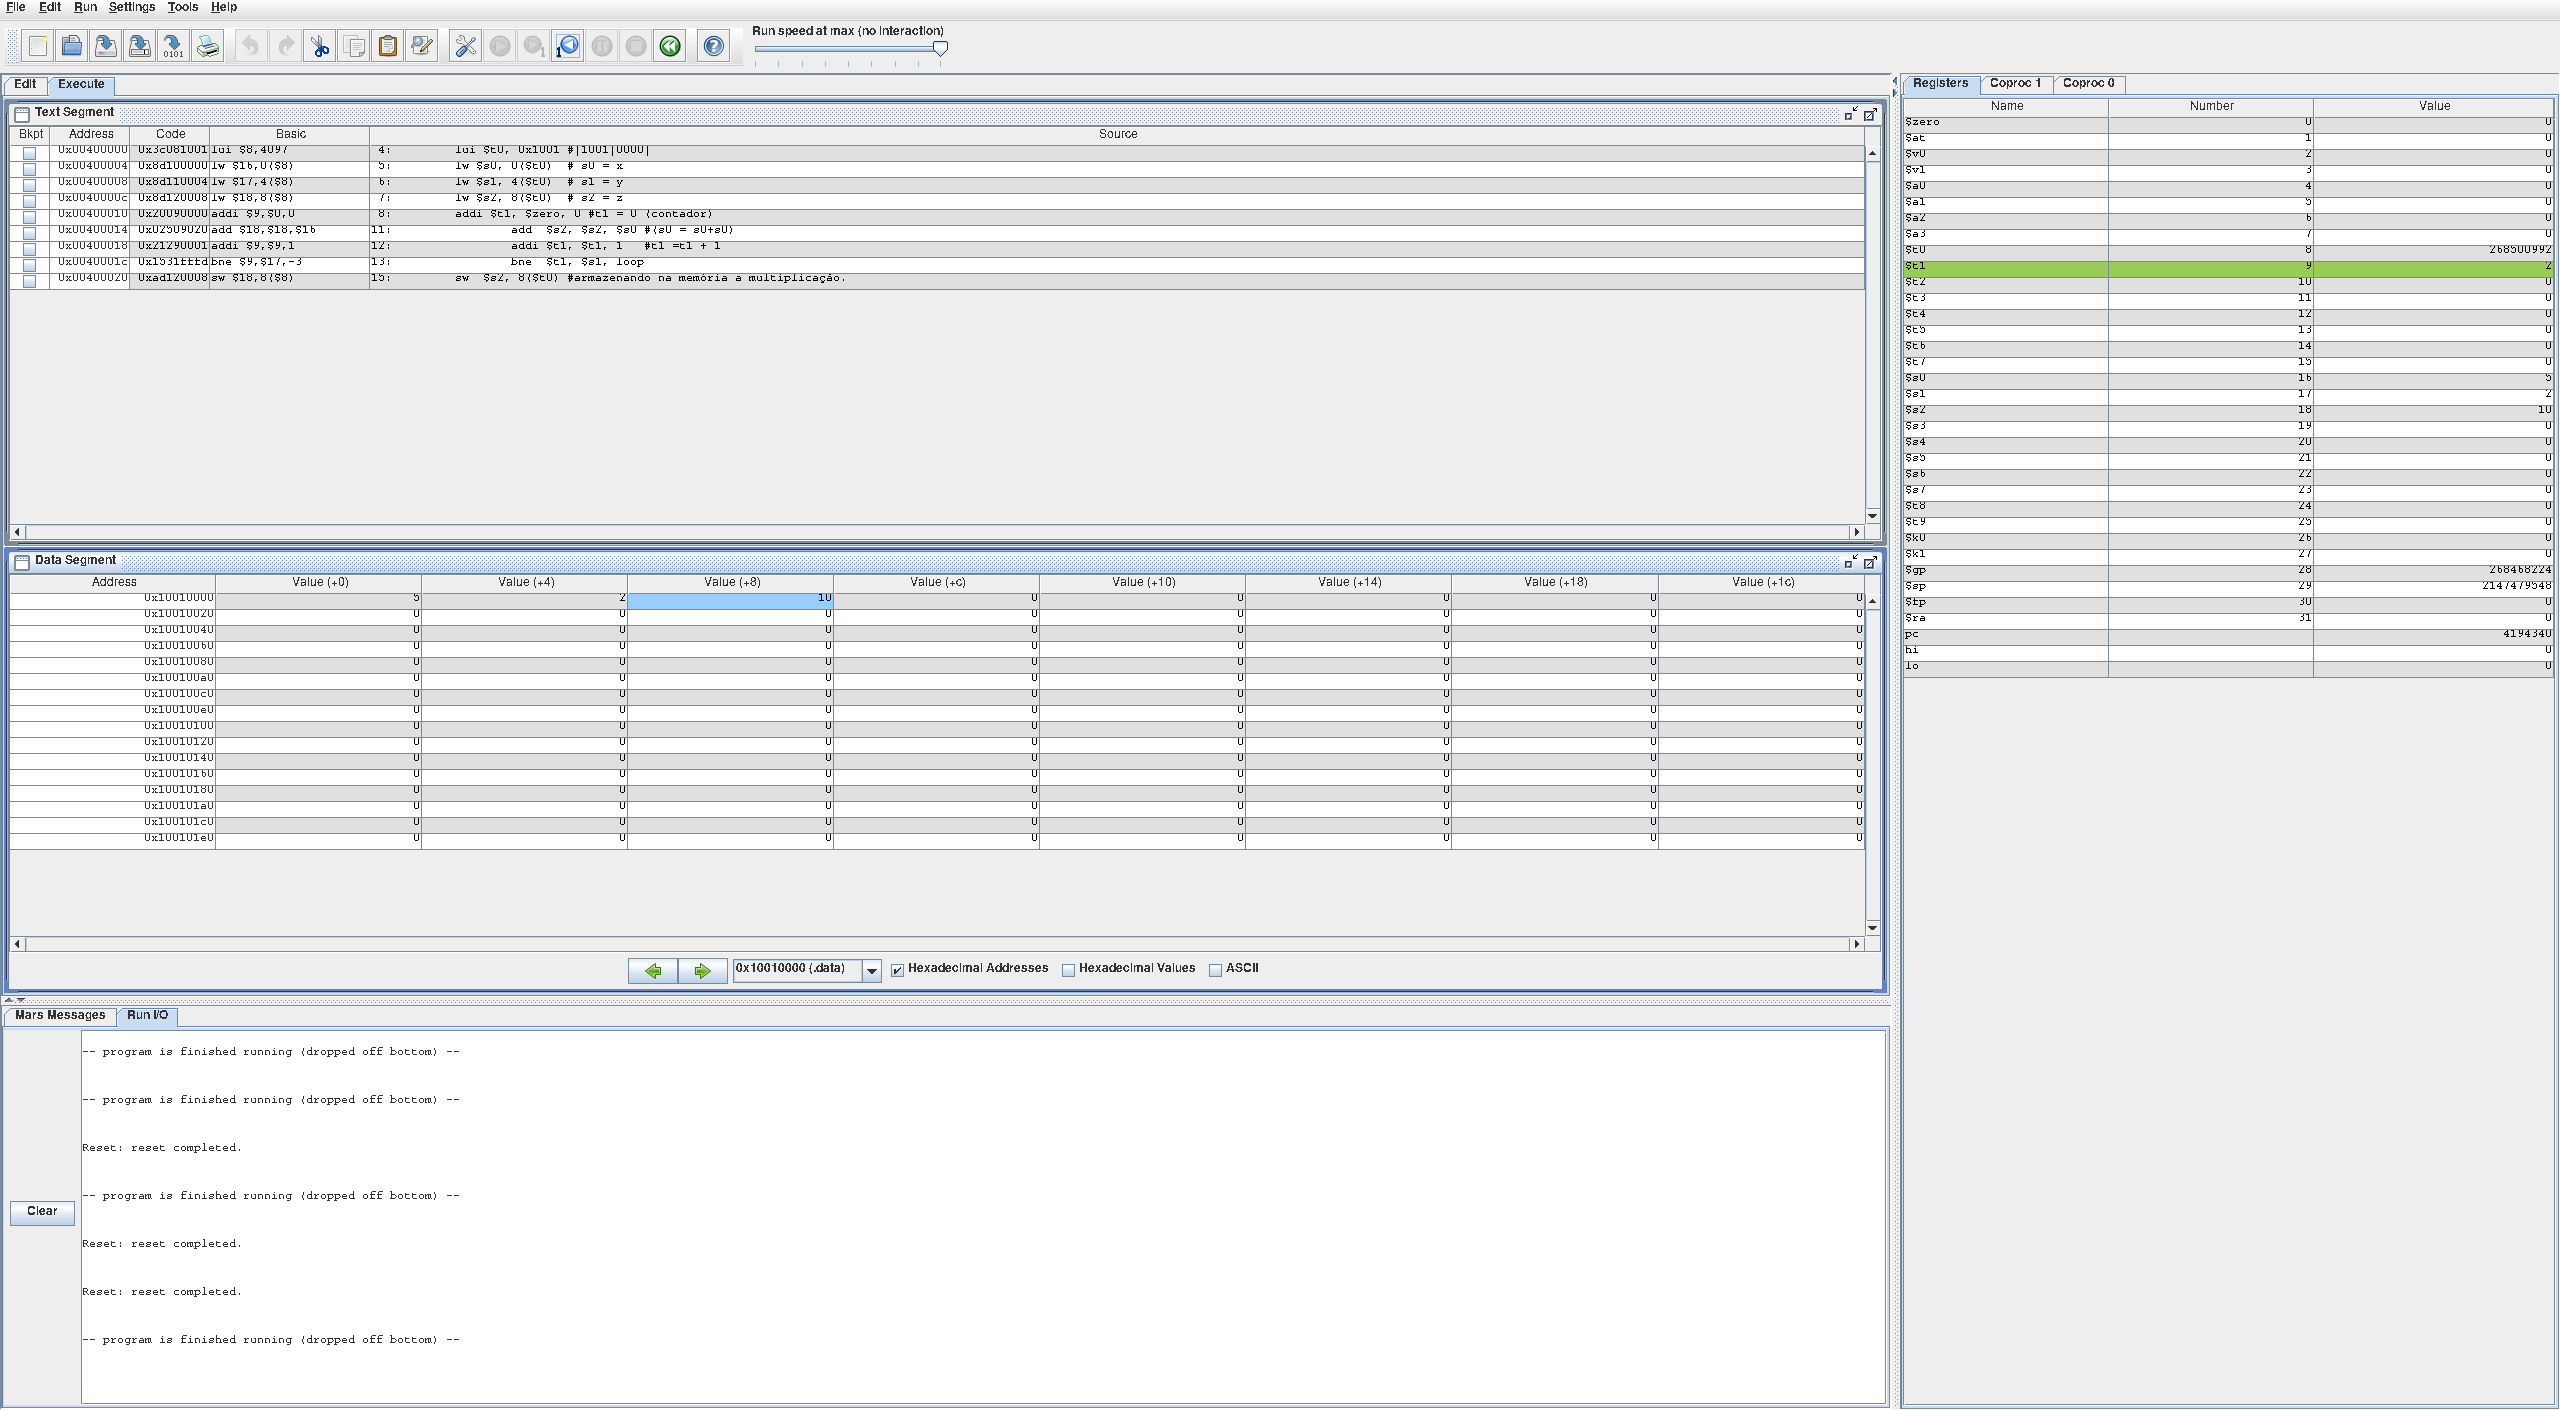 File Edit Run Settings Tools Help
Run speed at max (no interaction)
Edit Execute
Text Segment
Bkpt Address Code Basic Source
0x00400000 0x3c081001 lui $8,4097 4: lui $t0, 0x1001 #|1001|0000|
0x00400004 0x8d100000 lw $16,0($8) 5: lw $s0, 0($t0) # s0 = x
0x00400008 0x8d110004 lw $17,4($8) 6: lw $s1, 4($t0) # s1 = y
0x0040000c 0x8d120008 lw $18,8($8) 7: lw $s2, 8($t0) # s2 = z
0x00400010 0x20090000 addi $9,$0,0 8: addi $t1, $zero, 0 #t1 = 0 (contador)
0x00400014 0x02509020 add $18,$18,$16 11: add $s2, $s2, $s0 #(s0 = s0+s0)
0x00400018 0x21290001 addi $9,$9,1 12: addi $t1, $t1, 1 #t1 =t1 + 1
0x0040001c 0x1531fffd bne $9,$17,-3 13: bne $t1, $s1, loop
0x00400020 0xad120008 sw $18,8($8) 15: sw $s2, 8($t0) #armazenando na memória a multiplicação.
Data Segment
Address Value (+0) Value (+4) Value (+8) Value (+c) Value (+10) Value (+14) Value (+18) Value (+1c)
0x10010000 5 2 10 0 0 0 0 0
0x10010020 0 0 0 0 0 0 0 0
0x10010040 0 0 0 0 0 0 0 0
0x10010060 0 0 0 0 0 0 0 0
0x10010080 0 0 0 0 0 0 0 0
0x100100a0 0 0 0 0 0 0 0 0
0x100100c0 0 0 0 0 0 0 0 0
0x100100e0 0 0 0 0 0 0 0 0
0x10010100 0 0 0 0 0 0 0 0
0x10010120 0 0 0 0 0 0 0 0
0x10010140 0 0 0 0 0 0 0 0
0x10010160 0 0 0 0 0 0 0 0
0x10010180 0 0 0 0 0 0 0 0
0x100101a0 0 0 0 0 0 0 0 0
0x100101c0 0 0 0 0 0 0 0 0
0x100101e0 0 0 0 0 0 0 0 0
0x10010000 (.data) Hexadecimal Addresses Hexadecimal Values ASCII
Mars Messages Run I/O
Clear
-- program is finished running (dropped off bottom) --
-- program is finished running (dropped off bottom) --
Reset: reset completed.
-- program is finished running (dropped off bottom) --
Reset: reset completed.
Reset: reset completed.
-- program is finished running (dropped off bottom) --
Registers Coproc 1 Coproc 0
Name Number Value
$zero 0 0
$at 1 0
$v0 2 0
$v1 3 0
$a0 4 0
$a1 5 0
$a2 6 0
$a3 7 0
$t0 8 268500992
$t1 9 2
$t2 10 0
$t3 11 0
$t4 12 0
$t5 13 0
$t6 14 0
$t7 15 0
$s0 16 5
$s1 17 2
$s2 18 10
$s3 19 0
$s4 20 0
$s5 21 0
$s6 22 0
$s7 23 0
$t8 24 0
$t9 25 0
$k0 26 0
$k1 27 0
$gp 28 268468224
$sp 29 2147479548
$fp 30 0
$ra 31 0
pc 4194340
hi 0
lo 0